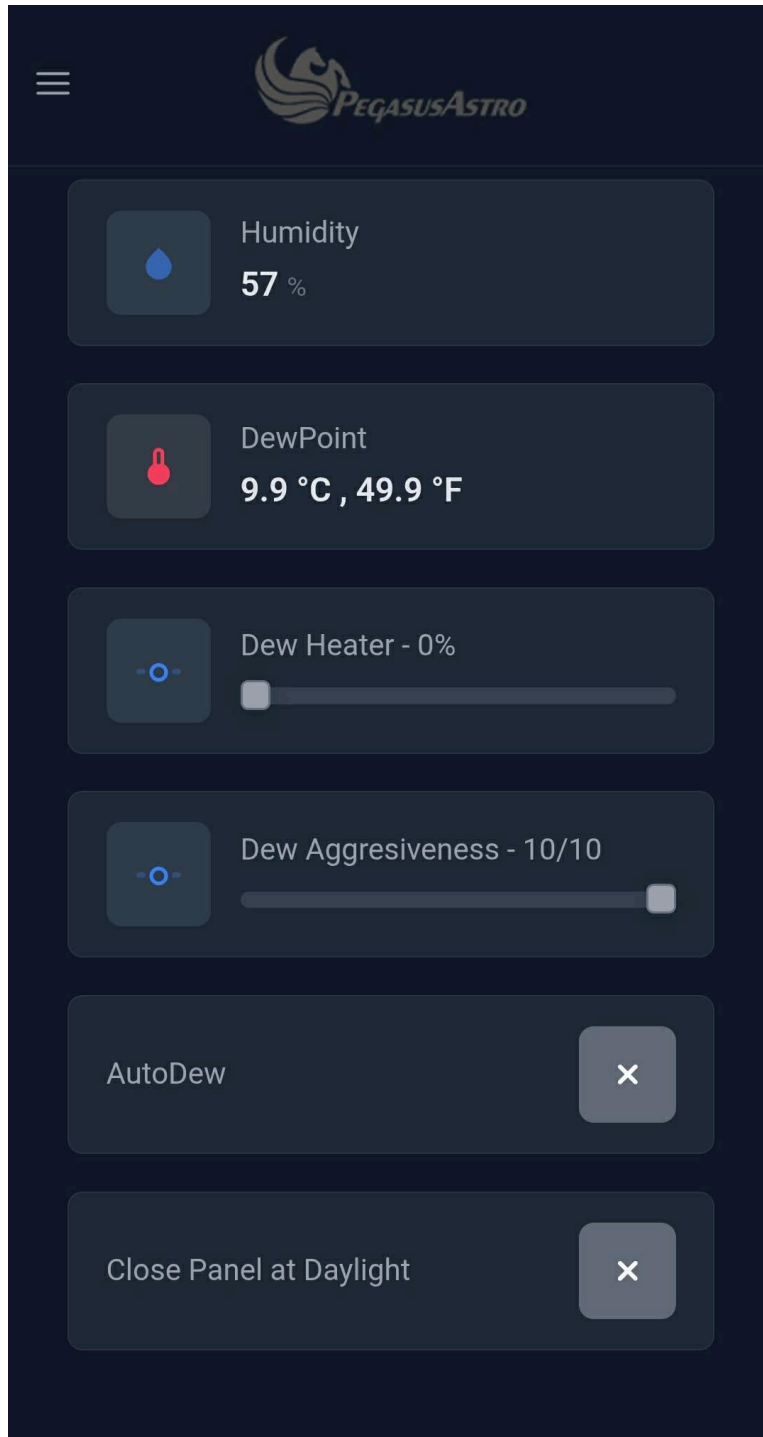 PegasusAstro
Humidity
57 %
DewPoint
9.9 °C , 49.9 °F
Dew Heater - 0%
Dew Aggresiveness - 10/10
AutoDew
Close Panel at Daylight